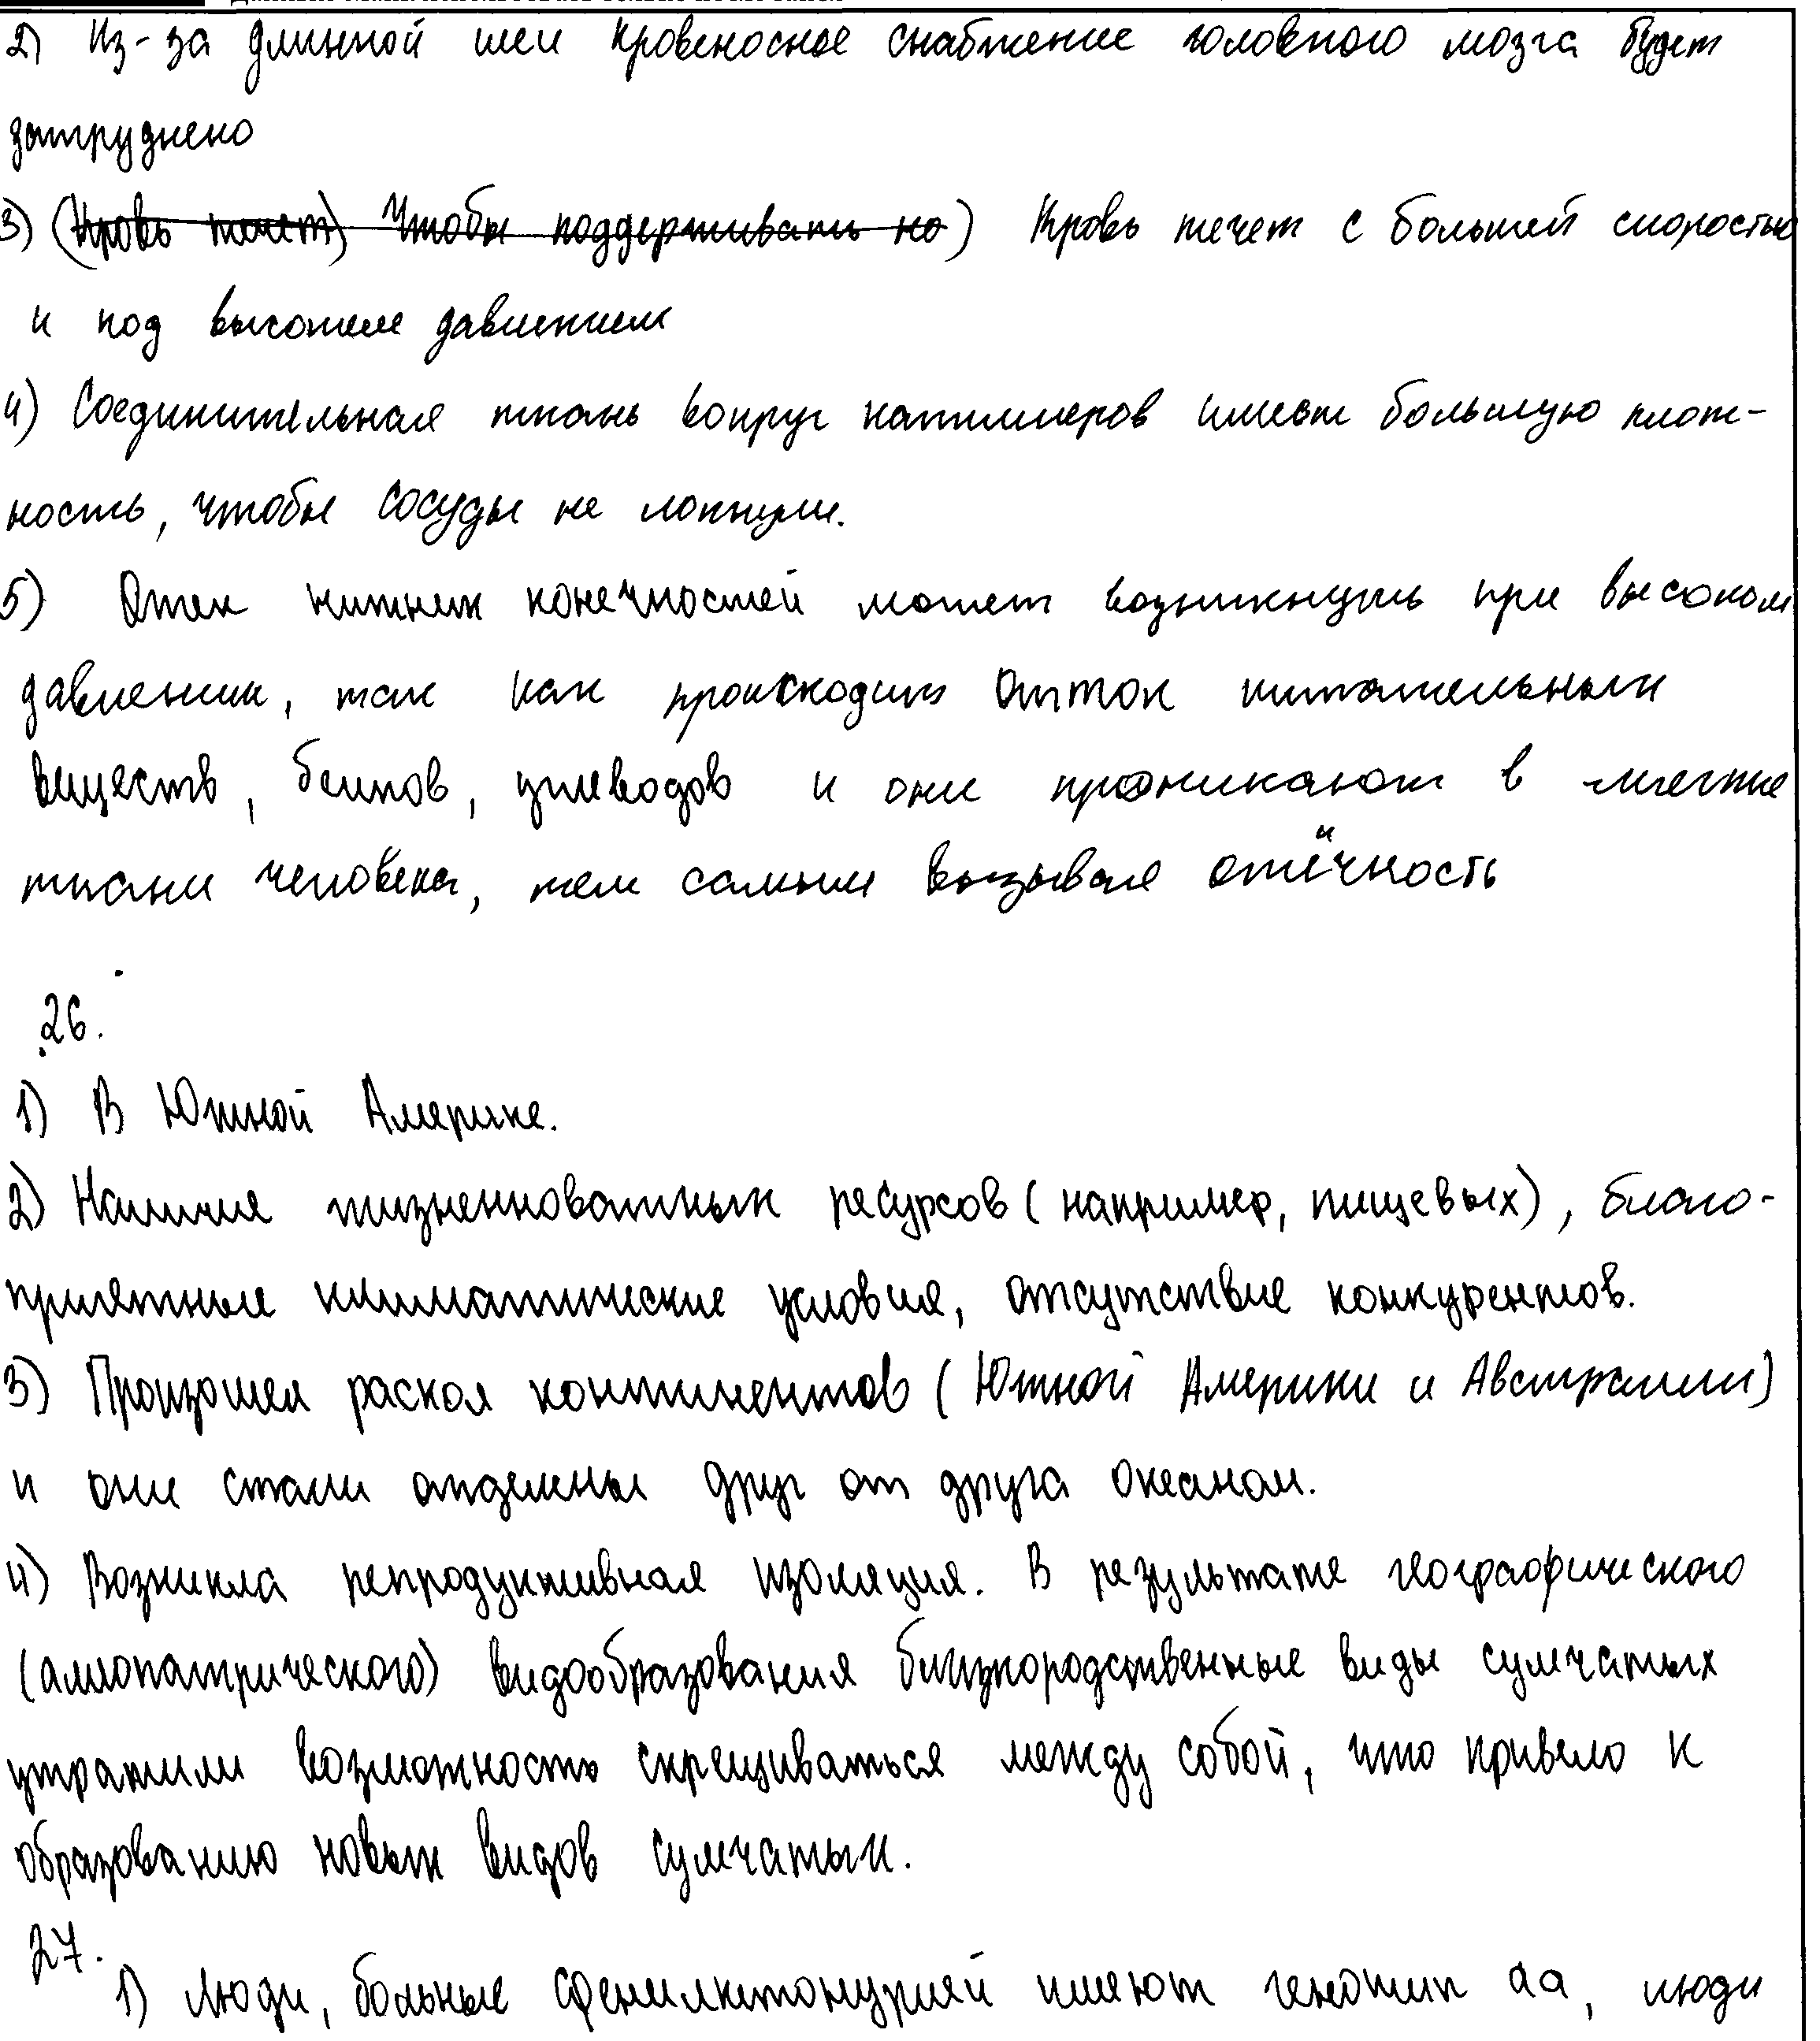 2) Из-за длинной шеи кровеносное снабжение головного мозга будет
затруднено
3) (Кровь течет) Чтобы поддерживать но) Кровь течет с большей скоростью
и под высоким давлением
4) Соединительная ткань вокруг капилляров имеет большую плот-
ность, чтобы сосуды не лопнули.
5) Отек нижних конечностей может возникнуть при высоком
давлении, так как происходит отток питательных
веществ, белков, углеводов и они проникают в мягкие
ткани человека, тем самым вызывая отёчность
26.
1) В Южной Америке.
2) Наличия жизненноважных ресурсов (например, пищевых), благо-
приятные климатические условия, отсутствие конкурентов.
3) Произошел раскол континентов (Южной Америки и Австралии)
и они стали отделены друг от друга океаном.
4) Возникла репродуктивная изоляция. В результате географического
(аллопатрического) видообразования близкородственные виды сумчатых
утратили возможность скрещиваться между собой, что привело к
образованию новых видов сумчатых.
27.
1) Люди, больные фенилкетонурией имеют генотип аа, люди